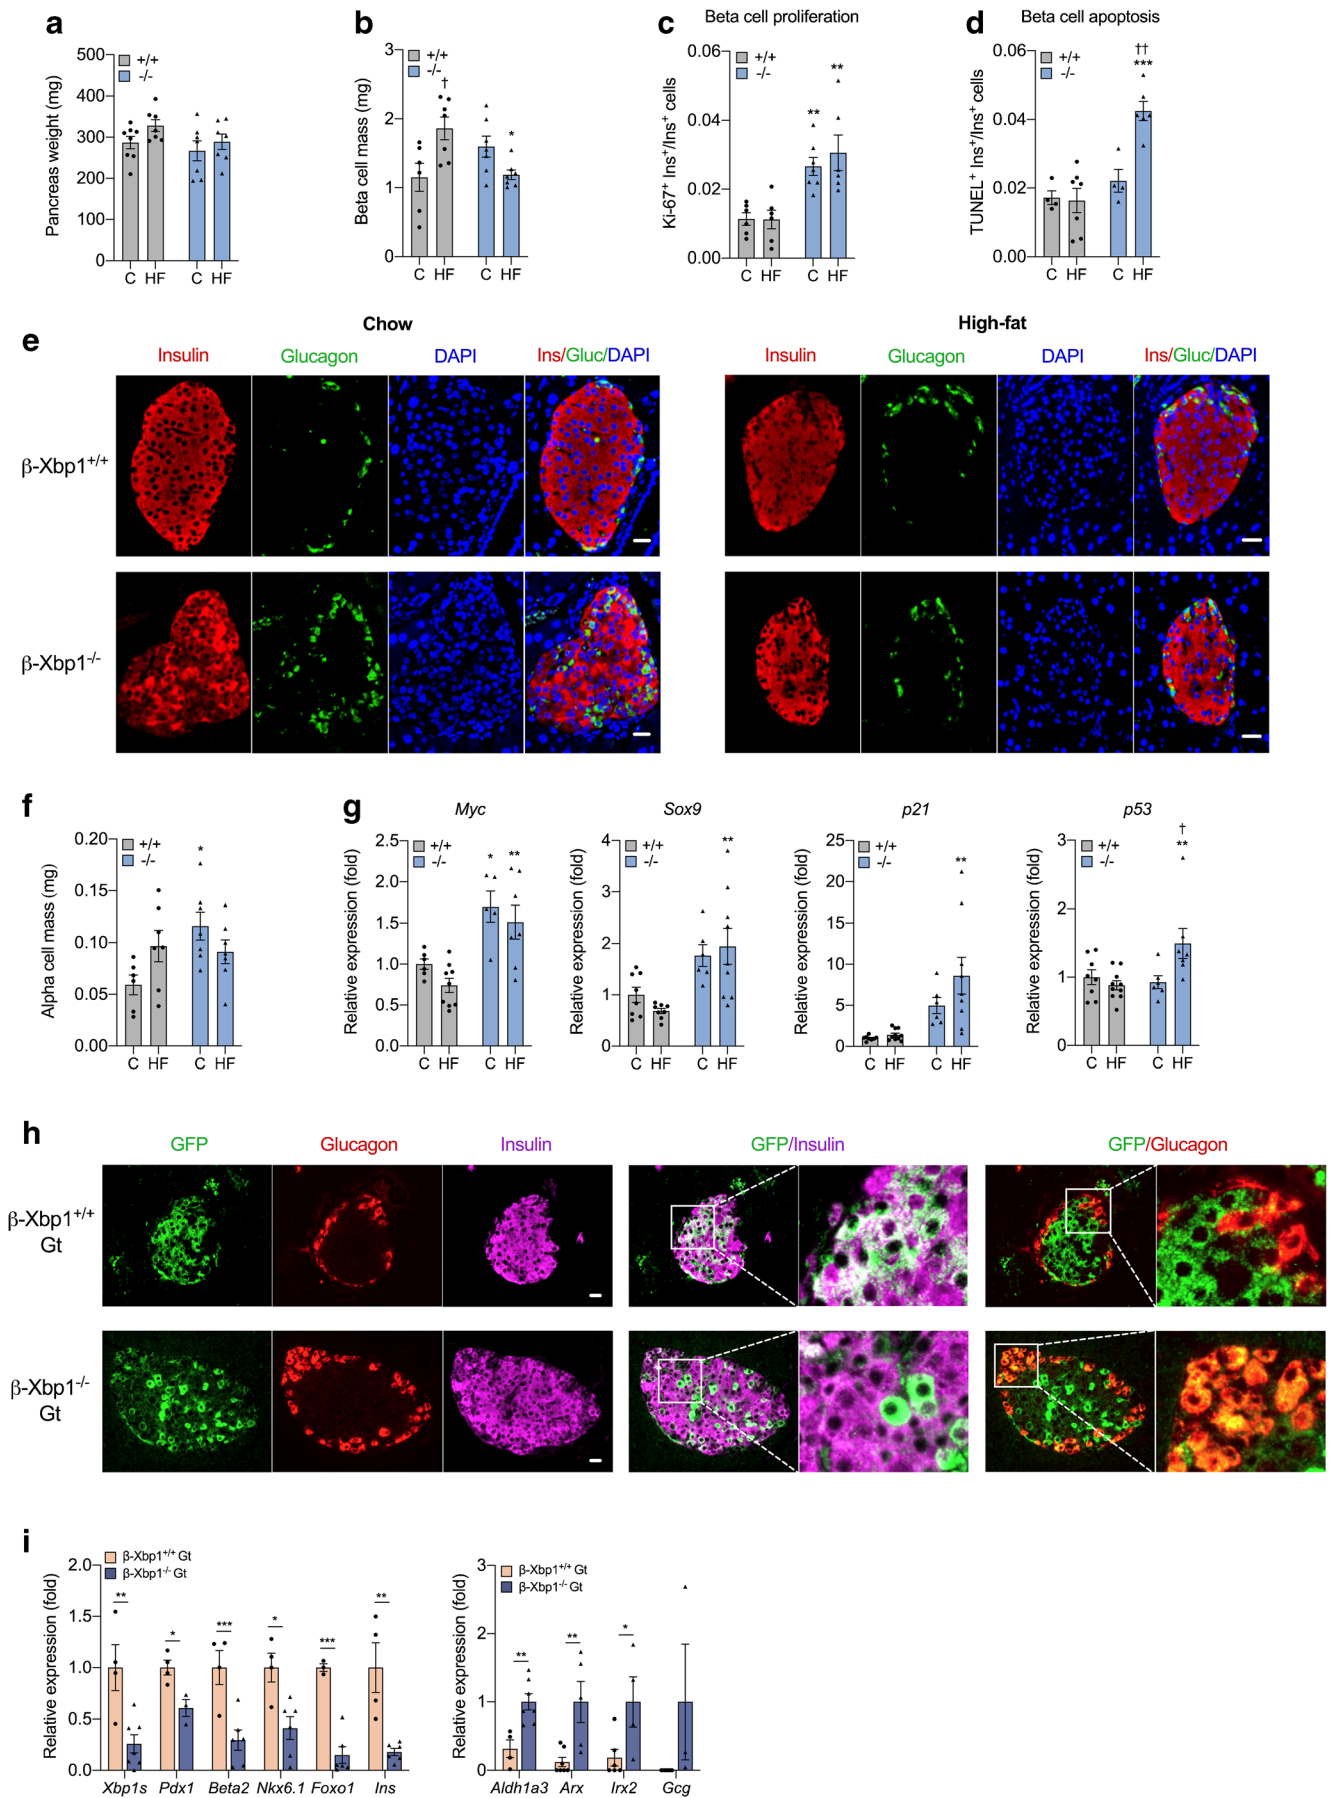 a
Pancreas weight (mg)
500
400
300
200
100
0
+/+
-/-
C HF C HF
b
Beta cell mass (mg)
3
2
1
0
+/+
-/-
†
*
C HF C HF
c
Beta cell proliferation
Ki-67⁺ Ins⁺/Ins⁺ cells
0.06
0.04
0.02
0.00
+/+
-/-
** **
C HF C HF
d
Beta cell apoptosis
TUNEL⁺ Ins⁺/Ins⁺ cells
0.06
0.04
0.02
0.00
+/+
-/-
††
***
C HF C HF
e
Chow
High-fat
Insulin Glucagon DAPI Ins/Gluc/DAPI
Insulin Glucagon DAPI Ins/Gluc/DAPI
β-Xbp1⁺/⁺
β-Xbp1⁻/⁻
f
Alpha cell mass (mg)
0.20
0.15
0.10
0.05
0.00
+/+
-/-
*
C HF C HF
g
Myc
Relative expression (fold)
2.5
2.0
1.5
1.0
0.5
0.0
+/+
-/-
* **
C HF C HF
Sox9
Relative expression (fold)
4
3
2
1
0
+/+
-/-
**
C HF C HF
p21
Relative expression (fold)
25
20
15
10
5
0
+/+
-/-
**
C HF C HF
p53
Relative expression (fold)
3
2
1
0
+/+
-/-
†
**
C HF C HF
h
GFP Glucagon Insulin GFP/Insulin GFP/Glucagon
β-Xbp1⁺/⁺
Gt
β-Xbp1⁻/⁻
Gt
i
Relative expression (fold)
2.0
1.5
1.0
0.5
0.0
β-Xbp1⁺/⁺ Gt
β-Xbp1⁻/⁻ Gt
** * *** * *** **
Xbp1s Pdx1 Beta2 Nkx6.1 Foxo1 Ins
Relative expression (fold)
3
2
1
0
β-Xbp1⁺/⁺ Gt
β-Xbp1⁻/⁻ Gt
** ** *
Aldh1a3 Arx Irx2 Gcg